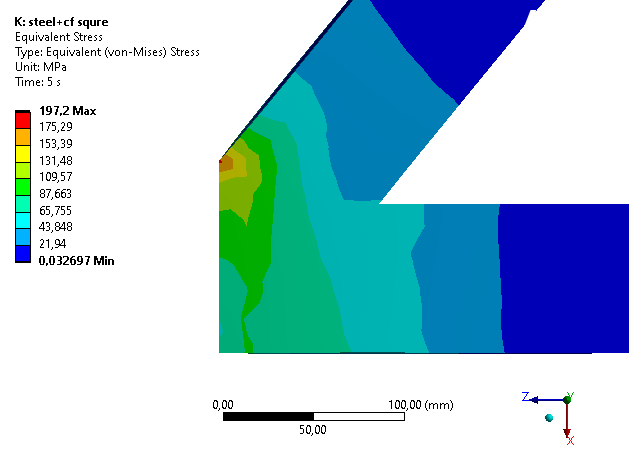 K: steel+cf squre
Equivalent Stress
Type: Equivalent (von-Mises) Stress
Unit: MPa
Time: 5 s
197,2 Max
175,29
153,39
131,48
109,57
87,663
65,755
43,848
21,94
0,032697 Min
0,00
100,00 (mm)
50,00
Z
Y
X